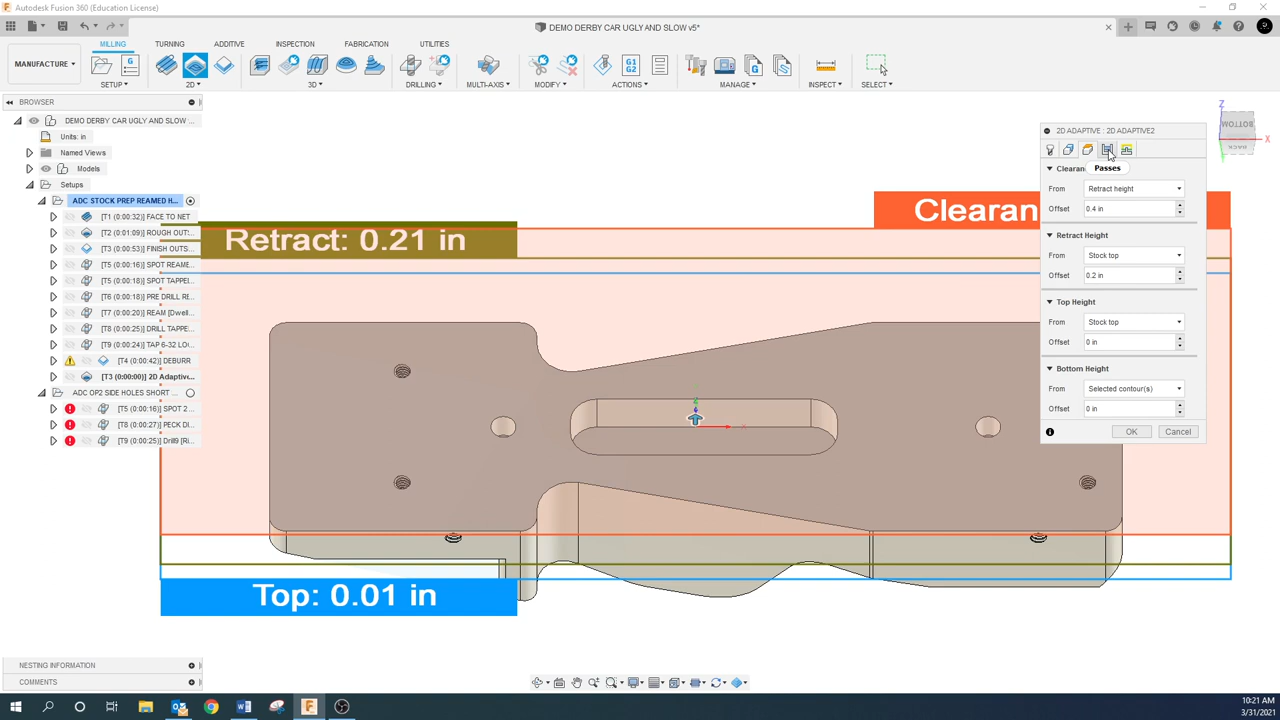 Autodesk Fusion 360 (Education License)
DEMO DERBY CAR UGLY AND SLOW v5*
MILLING TURNING ADDITIVE INSPECTION FABRICATION UTILITIES
MANUFACTURE
SETUP 2D 3D DRILLING MULTI-AXIS MODIFY ACTIONS MANAGE INSPECT SELECT
G1
G2
BROWSER
DEMO DERBY CAR UGLY AND SLOW ...
Units: in
Named Views
Models
Setups
ADC STOCK PREP REAMED H...
[T1 (0:00:32)] FACE TO NET
[T2 (0:01:09)] ROUGH OUT:
[T3 (0:00:53)] FINISH OUTS
[T5 (0:00:16)] SPOT REAME
[T5 (0:00:18)] SPOT TAPPEI
[T6 (0:00:18)] PRE DRILL RE
[T7 (0:00:20)] REAM [Dwell
[T8 (0:00:25)] DRILL TAPPE
[T9 (0:00:24)] TAP 6-32 LO
[T4 (0:00:42)] DEBURR
[T3 (0:00:00)] 2D Adaptive
ADC OP2 SIDE HOLES SHORT ...
[T5 (0:00:16)] SPOT 2
[T8 (0:00:23)] PECK D
[T9 (0:00:25)] Drill9 [Ri
Retract: 0.21 in
Clearan
Top: 0.01 in
Z
BOTTOM
BACK
X
2D ADAPTIVE : 2D ADAPTIVE2
Clearan
Passes
From Retract height
Offset 0.4 in
Retract Height
From Stock top
Offset 0.2 in
Top Height
From Stock top
Offset 0 in
Bottom Height
From Selected contour(s)
Offset 0 in
OK Cancel
X
NESTING INFORMATION
COMMENTS
10:21 AM
3/31/2021